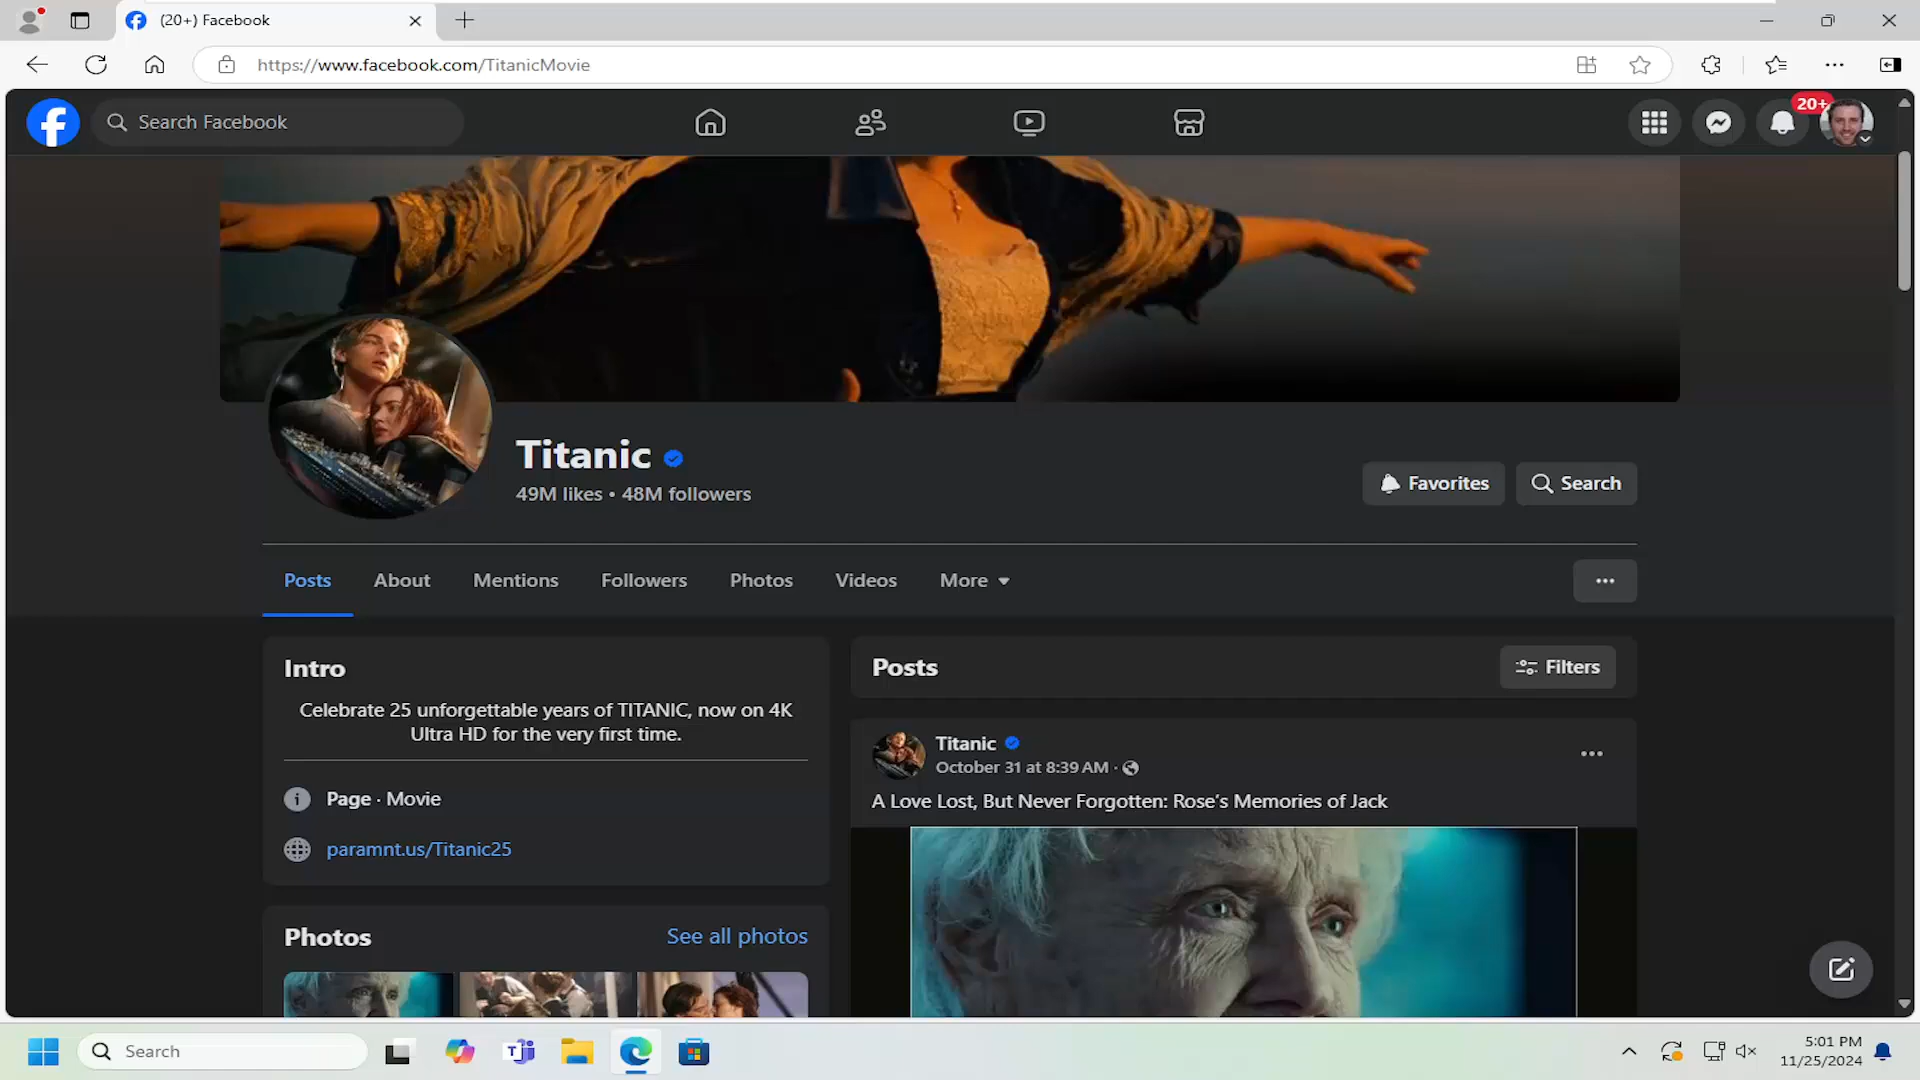 (20+) Facebook
https://www.facebook.com/TitanicMovie
Search Facebook
20+
Titanic
49M likes • 48M followers
Favorites
Search
Posts
About
Mentions
Followers
Photos
Videos
More
Intro
Celebrate 25 unforgettable years of TITANIC, now on 4K
Ultra HD for the very first time.
Page · Movie
paramnt.us/Titanic25
Photos
See all photos
Posts
Filters
Titanic
October 31 at 8:39 AM ·
A Love Lost, But Never Forgotten: Rose's Memories of Jack
Search
5:01 PM
11/25/2024